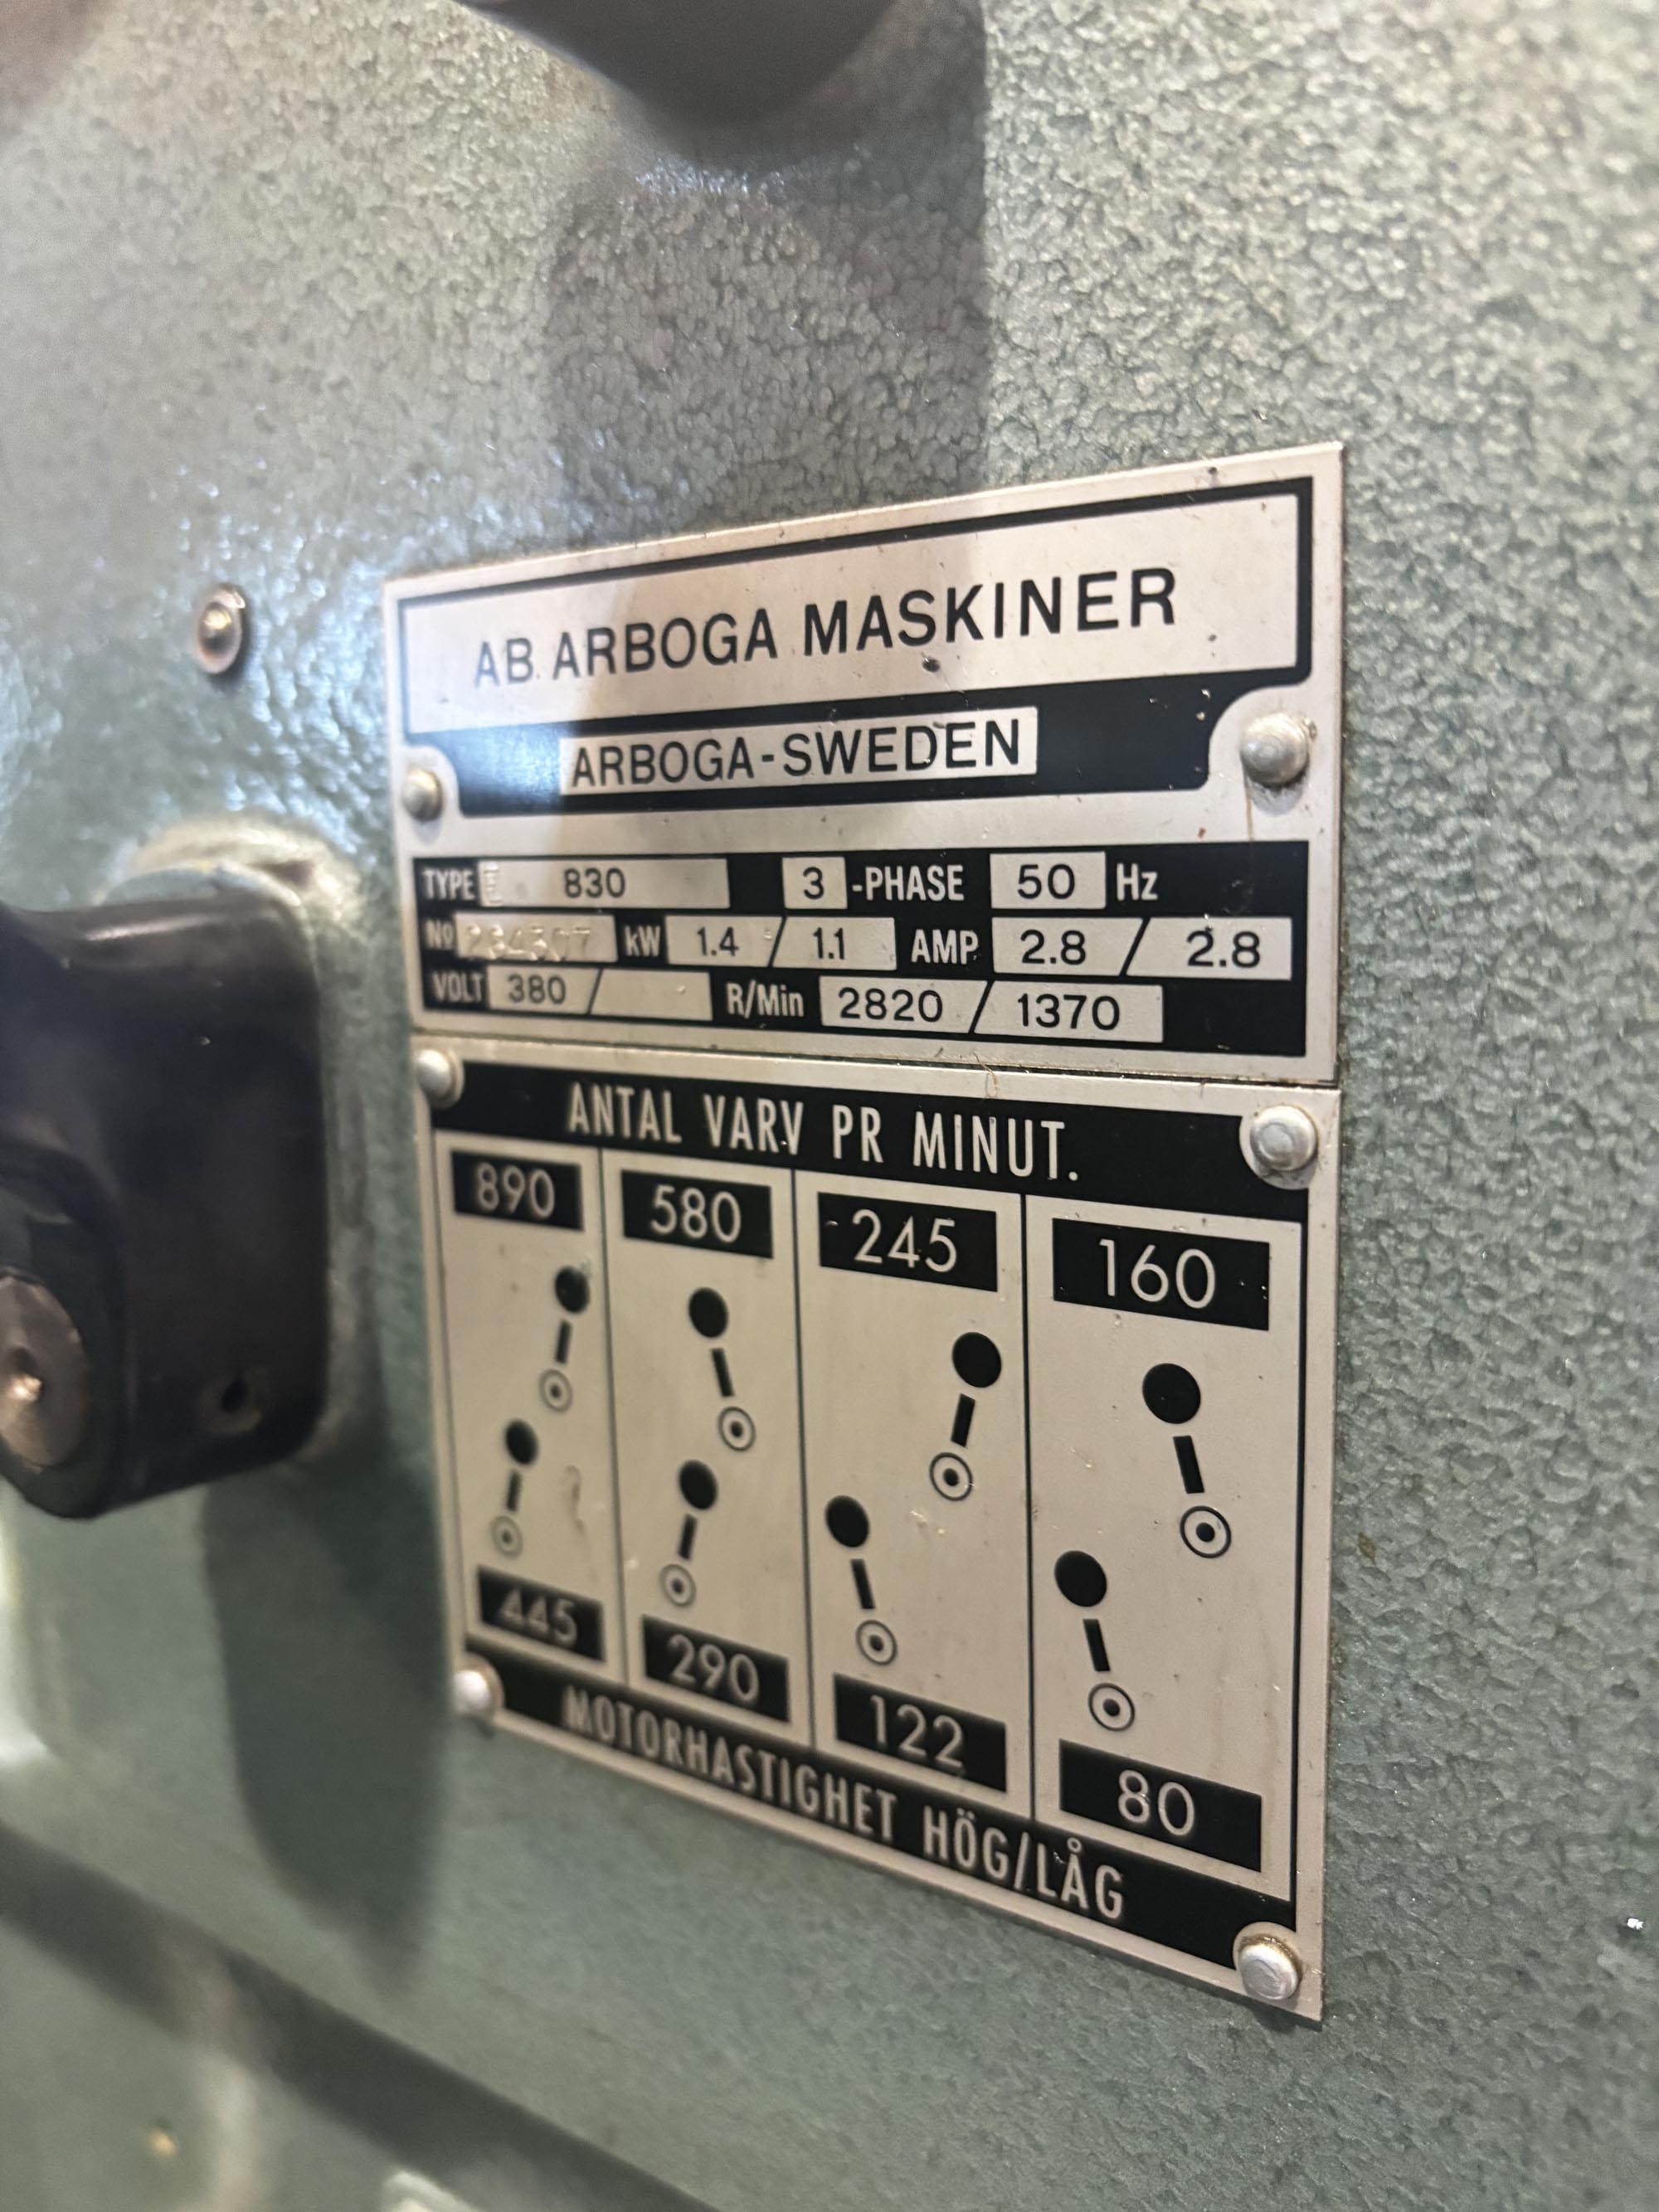 AB. ARBOGA MASKINER
ARBOGA-SWEDEN
TYPE E 830 3 -PHASE 50 Hz
No 284307 kW 1.4 / 1.1 AMP 2.8 / 2.8
VOLT 380 / R/Min 2820 / 1370
ANTAL VARV PR MINUT.
890 580 245 160
445 290 122 80
MOTORHASTIGHET HÖG/LÅG